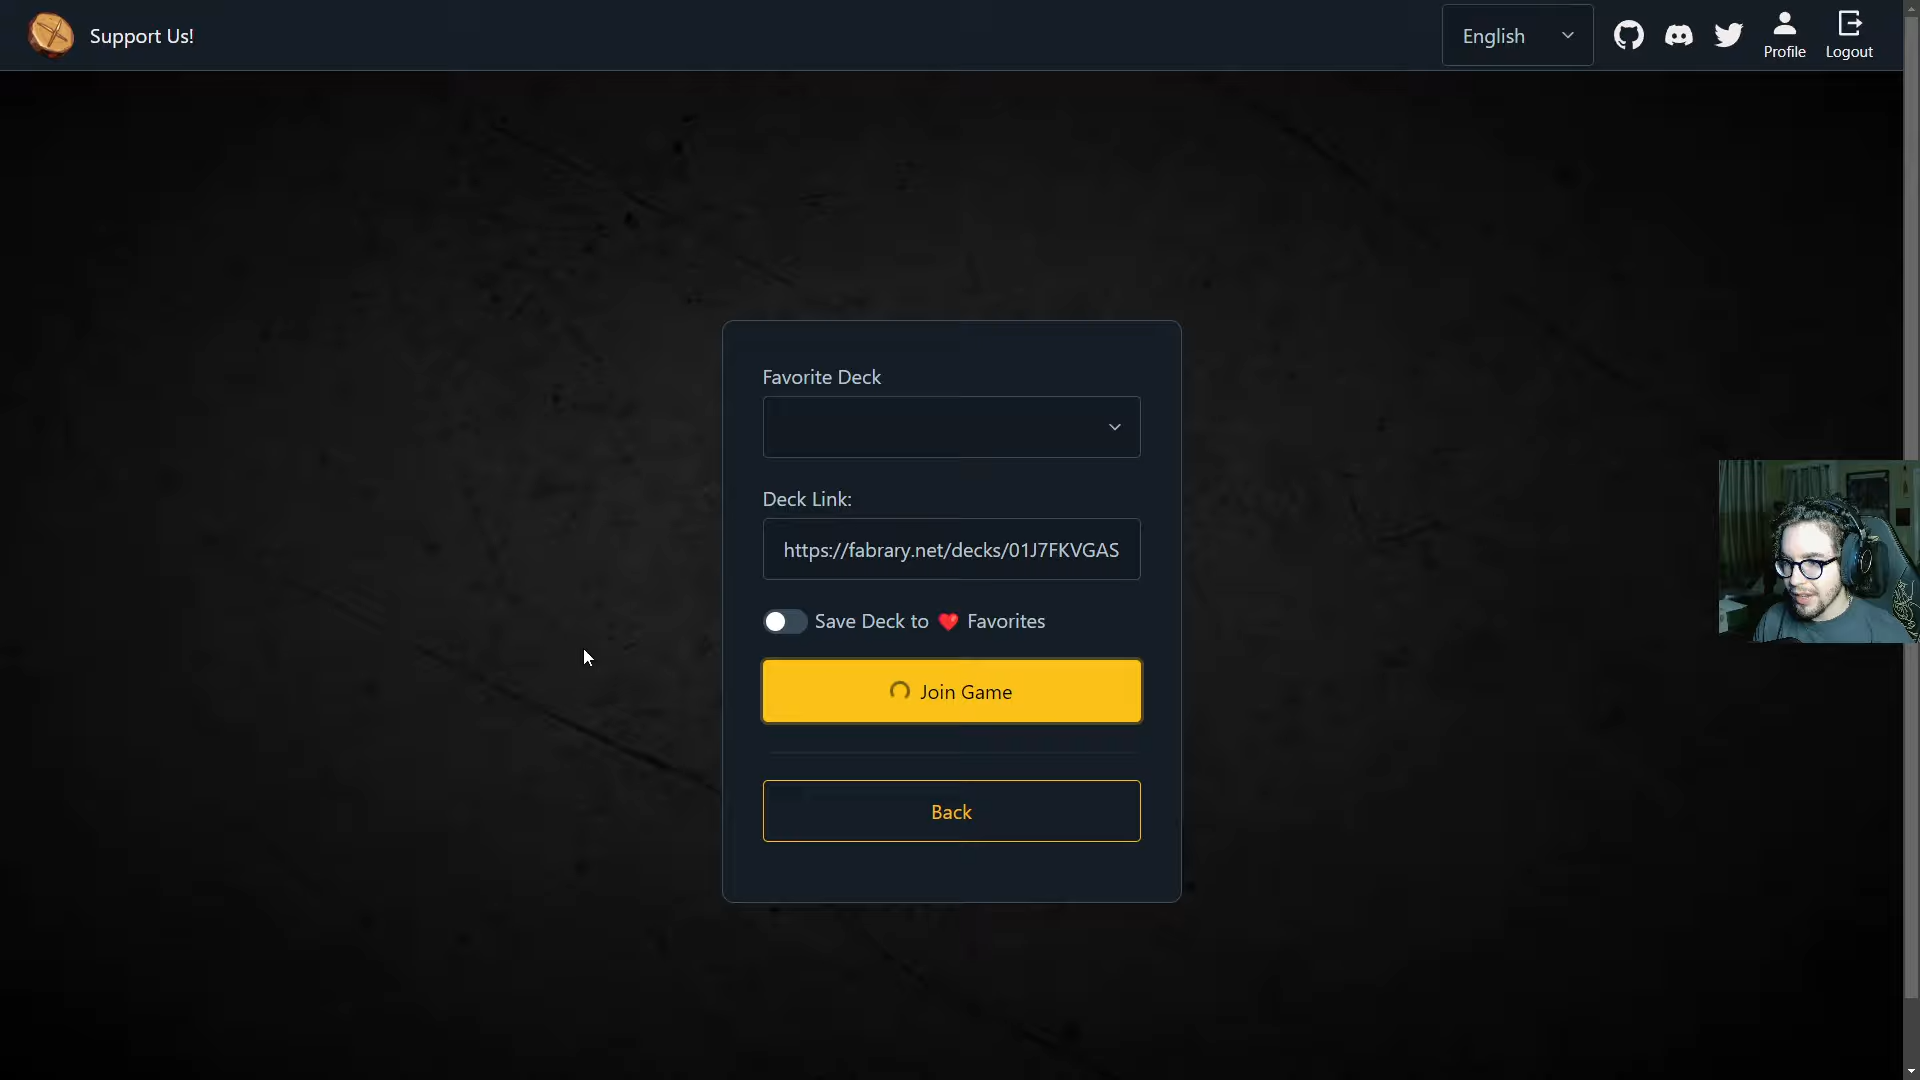 Support Us!
English
Profile
Logout
Favorite Deck
Deck Link:
https://fabrary.net/decks/01J7FKVGAS
Save Deck to ❤️ Favorites
Join Game
Back